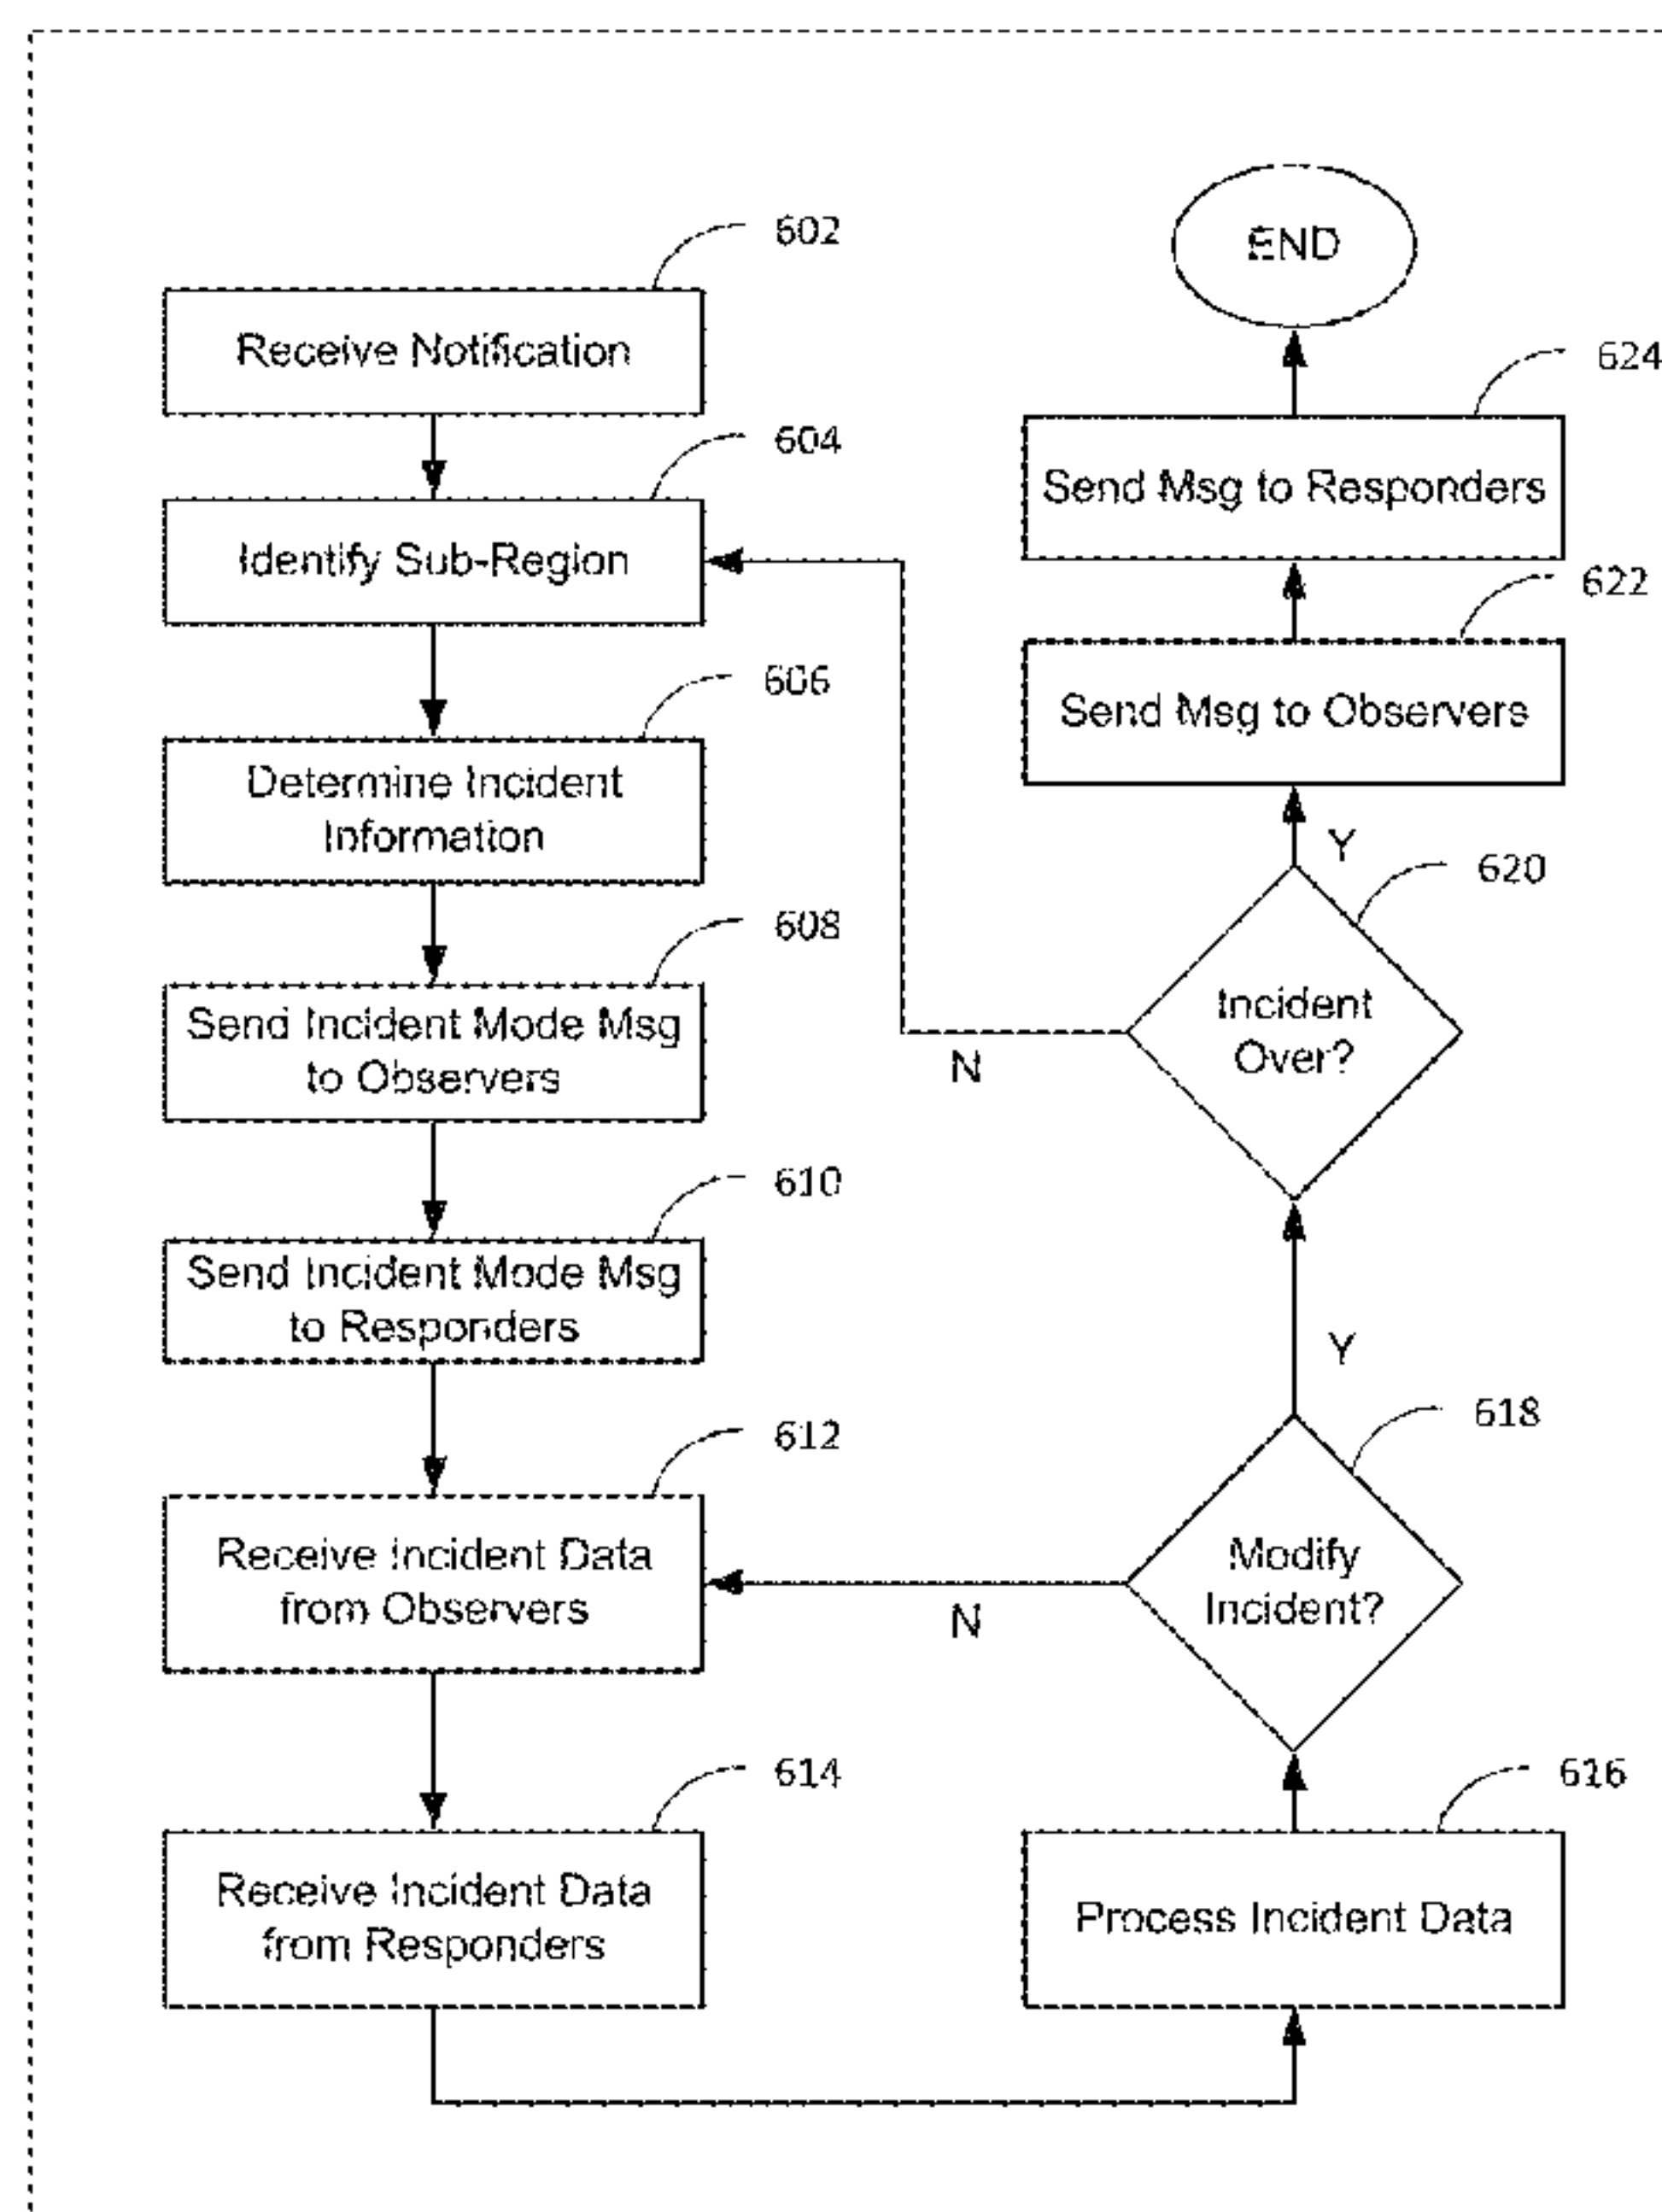 602
Receive Notification
604
Identify Sub-Region
606
Determine Incident
Information
608
Send Incident Mode Msg
to Observers
610
Send Incident Mode Msg
to Responders
612
Receive Incident Data
from Observers
614
Receive Incident Data
from Responders
616
Process Incident Data
618
Modify
Incident?
N
Y
620
Incident
Over?
N
Y
622
Send Msg to Observers
624
Send Msg to Responders
END